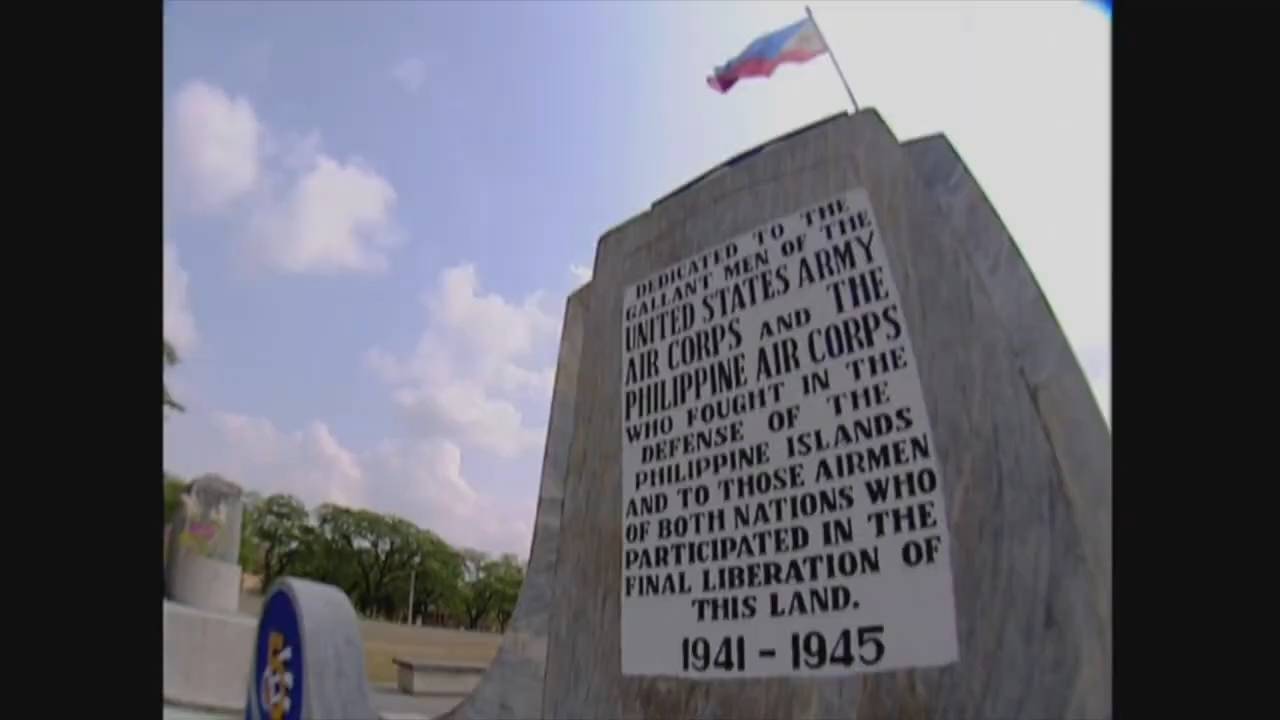 DEDICATED TO THE
GALLANT MEN OF THE
UNITED STATES ARMY
AIR CORPS AND THE
PHILIPPINE AIR CORPS
WHO FOUGHT IN THE
DEFENSE OF THE
PHILIPPINE ISLANDS
AND TO THOSE AIRMEN
OF BOTH NATIONS WHO
PARTICIPATED IN THE
FINAL LIBERATION OF
THIS LAND.
1941 - 1945